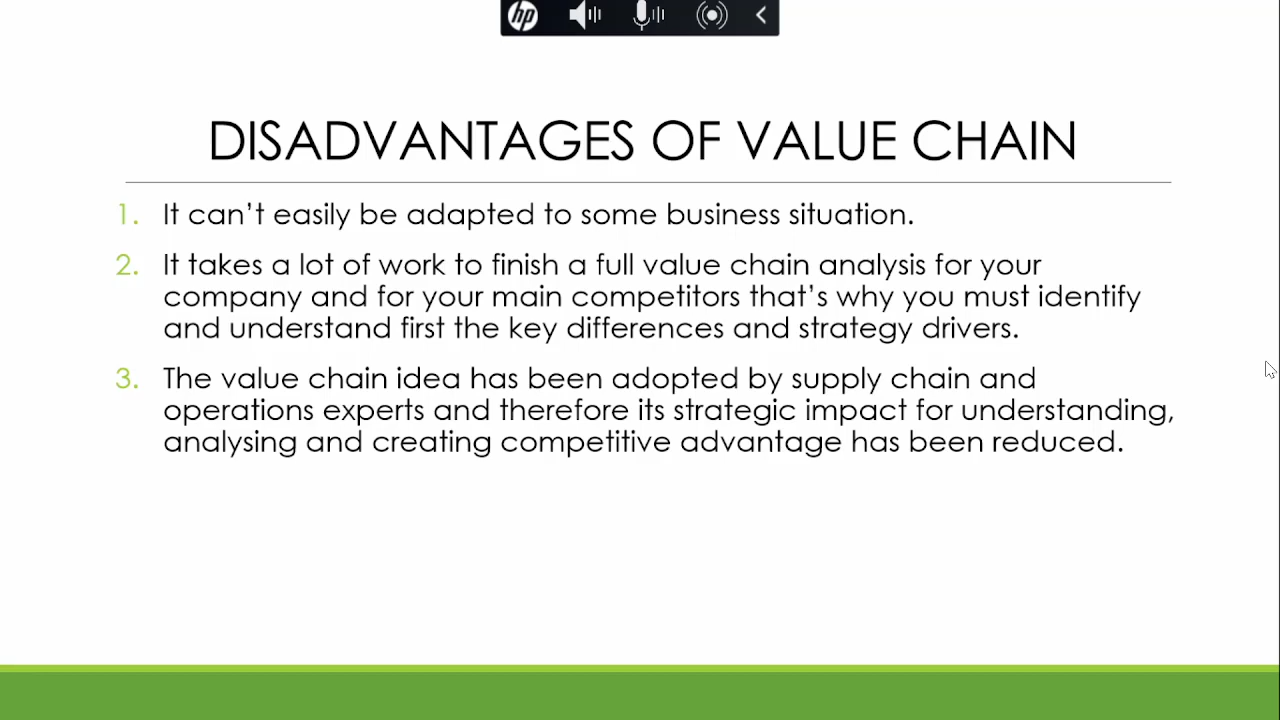 hp
DISADVANTAGES OF VALUE CHAIN
1. It can’t easily be adapted to some business situation.
2. It takes a lot of work to finish a full value chain analysis for your
company and for your main competitors that’s why you must identify
and understand first the key differences and strategy drivers.
3. The value chain idea has been adopted by supply chain and
operations experts and therefore its strategic impact for understanding,
analysing and creating competitive advantage has been reduced.